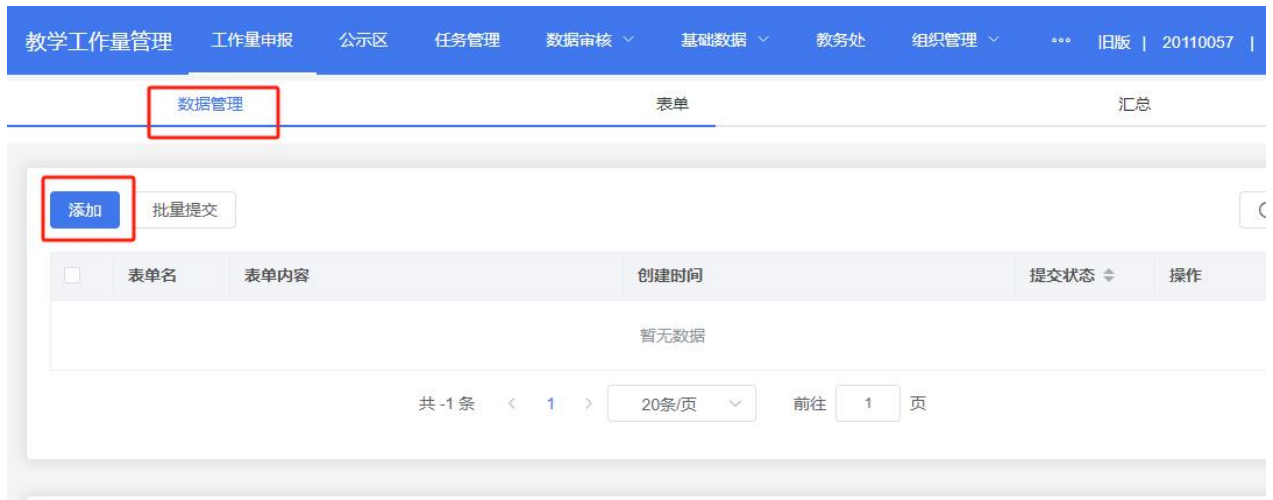 教学工作量管理 工作量申报 公示区 任务管理 数据审核 基础数据 教务处 组织管理 ••• 旧版 | 20110057 |
数据管理 表单 汇总
添加 批量提交
表单名 表单内容 创建时间 提交状态 操作
暂无数据
共 -1 条 < 1 > 20条/页 前往 1 页